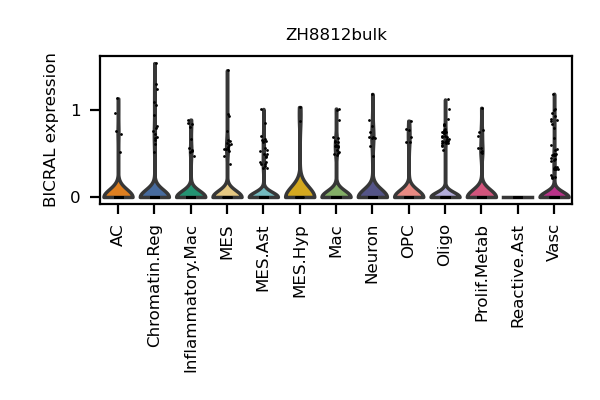 ZH8812bulk
BICRAL expression
1
0
AC
Chromatin.Reg
Inflammatory.Mac
MES
MES.Ast
MES.Hyp
Mac
Neuron
OPC
Oligo
Prolif.Metab
Reactive.Ast
Vasc